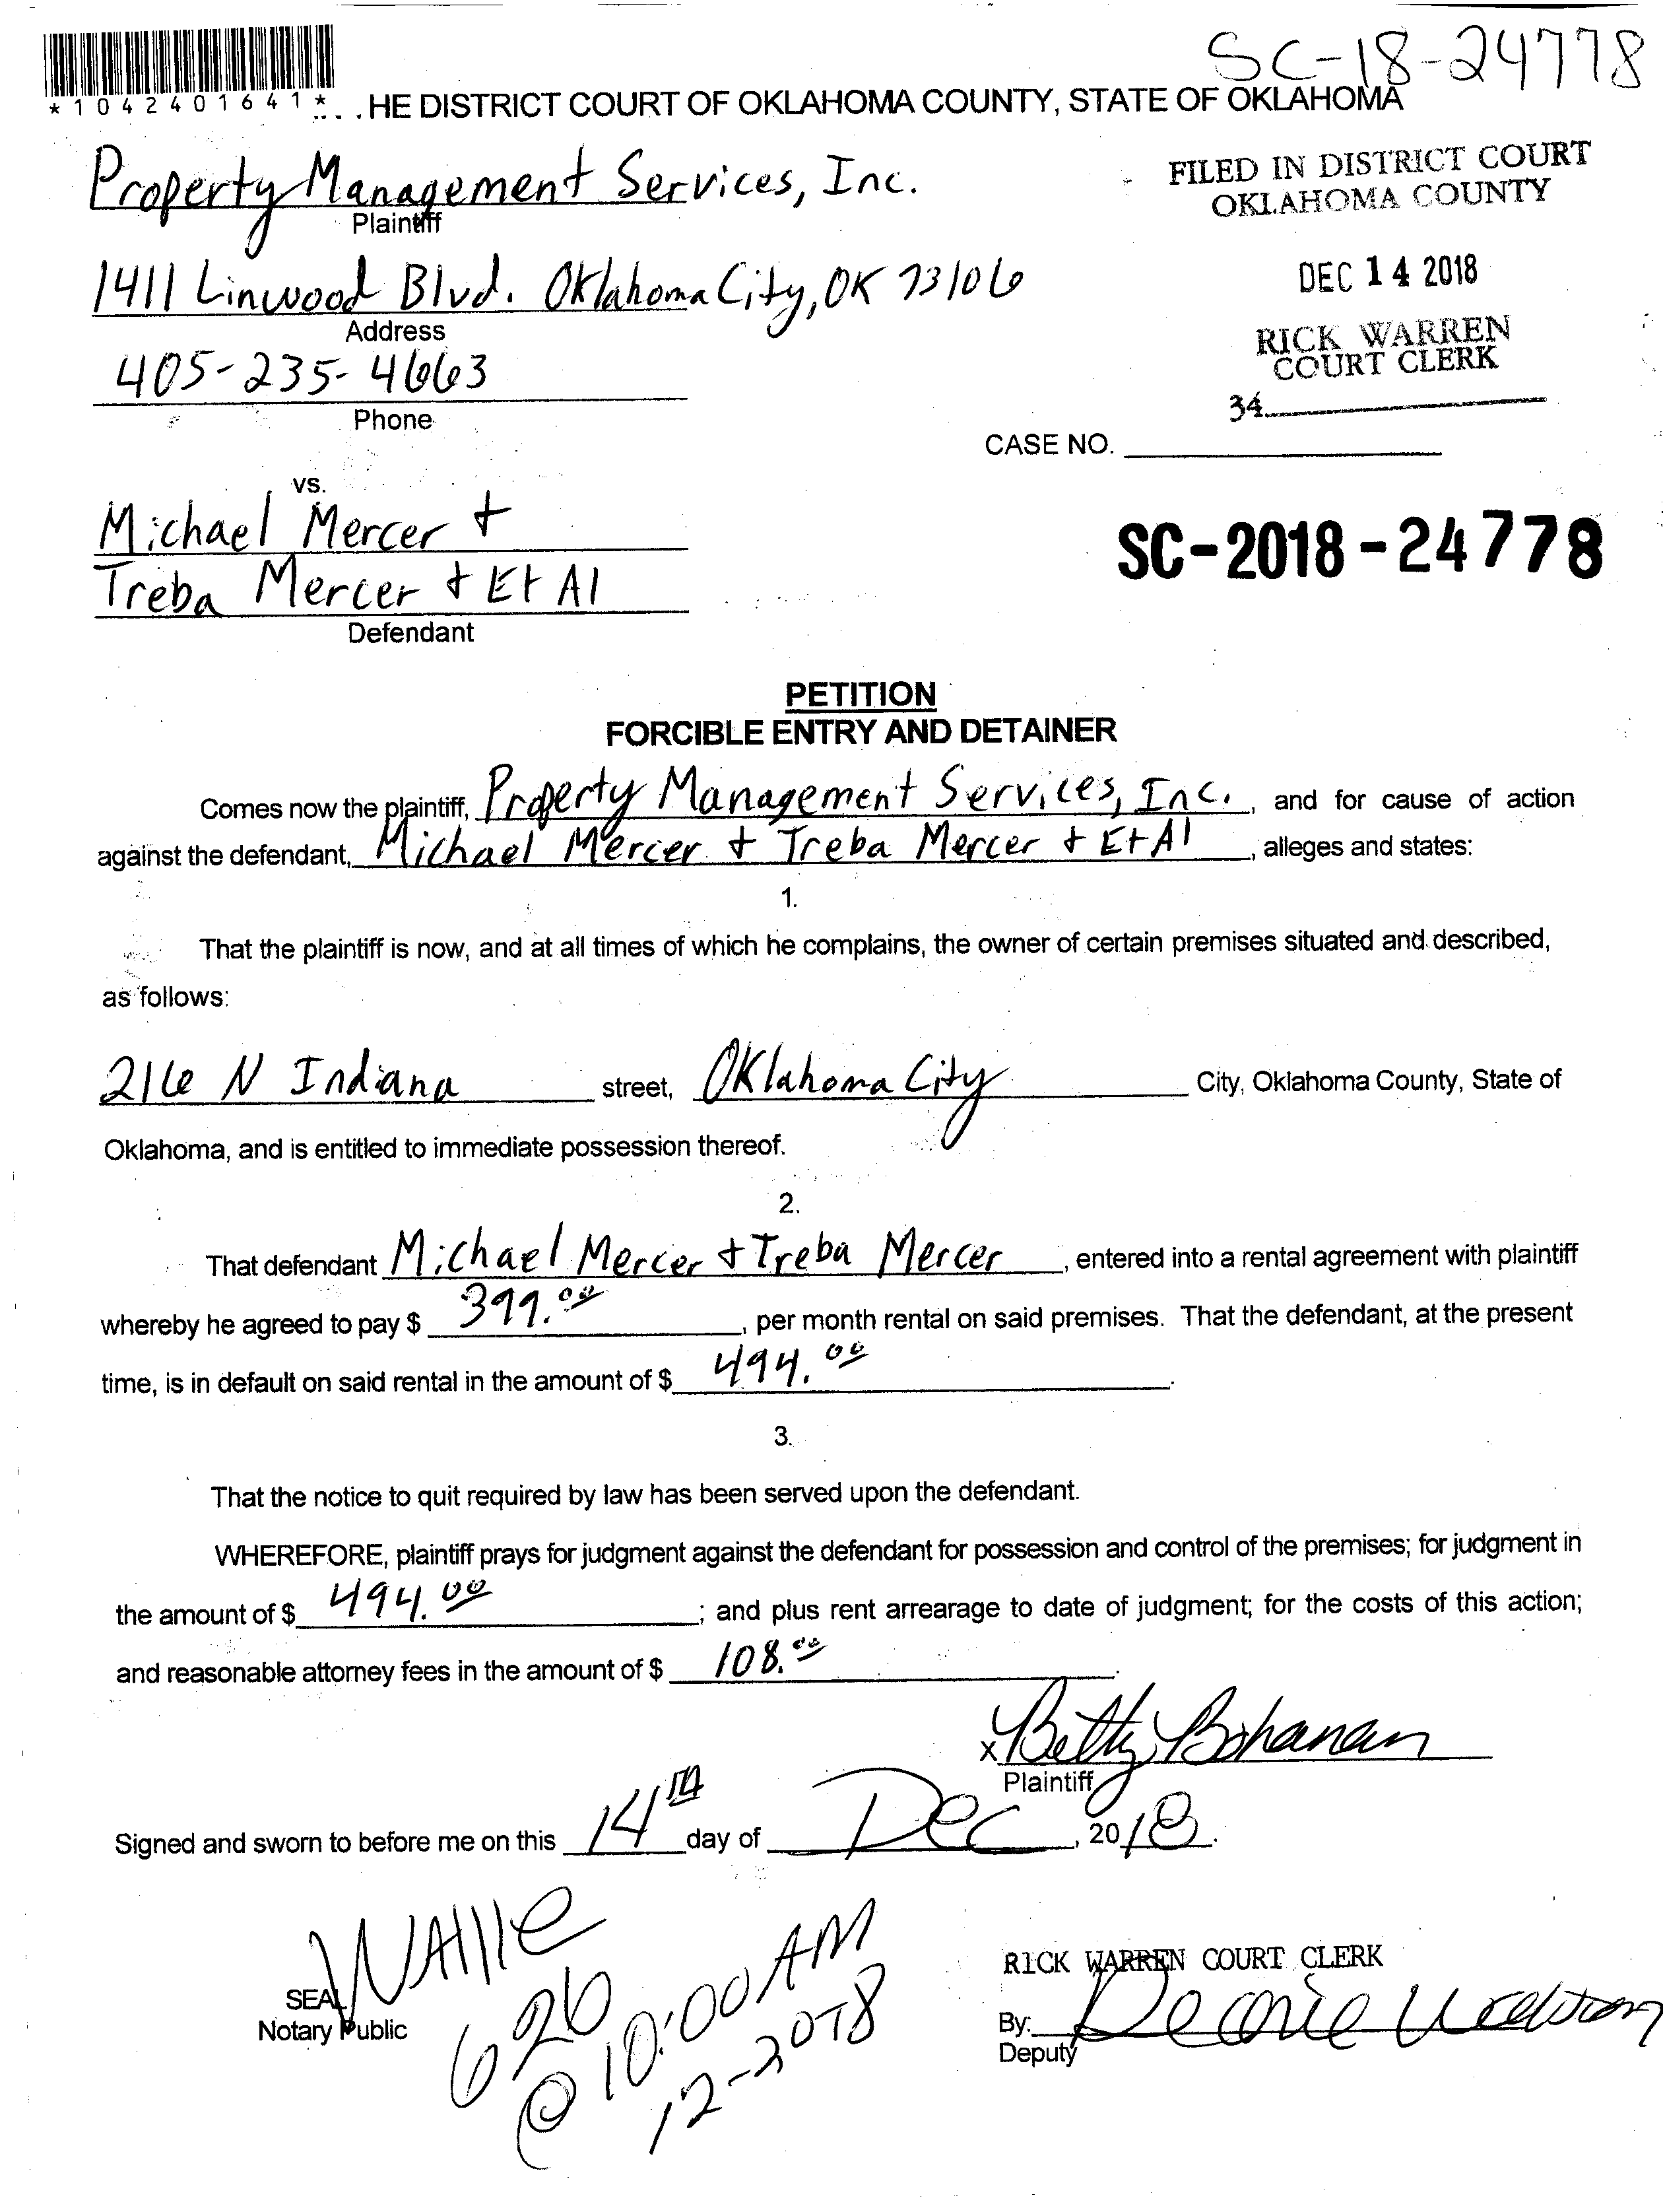 SC-18-24778
*1042401641*
. . . HE DISTRICT COURT OF OKLAHOMA COUNTY, STATE OF OKLAHOMA
Property Management Services, Inc.
Plaintiff
FILED IN DISTRICT COURT
OKLAHOMA COUNTY
1411 Linwood Blvd. Oklahoma City, OK 73106
Address
DEC 14 2018
405-235-4663
Phone
RICK WARREN
COURT CLERK
34
CASE NO.
vs.
Michael Mercer +
Treba Mercer + Et Al
Defendant
SC-2018-24778
PETITION
FORCIBLE ENTRY AND DETAINER
Comes now the plaintiff, Property Management Services, Inc., and for cause of action
against the defendant, Michael Mercer + Treba Mercer + Et Al, alleges and states:
1.
That the plaintiff is now, and at all times of which he complains, the owner of certain premises situated and described,
as follows:
216 N Indiana street, Oklahoma City City, Oklahoma County, State of
Oklahoma, and is entitled to immediate possession thereof.
2.
That defendant Michael Mercer + Treba Mercer, entered into a rental agreement with plaintiff
whereby he agreed to pay $ 399.00, per month rental on said premises. That the defendant, at the present
time, is in default on said rental in the amount of $ 494.00.
3.
That the notice to quit required by law has been served upon the defendant.
WHEREFORE, plaintiff prays for judgment against the defendant for possession and control of the premises; for judgment in
the amount of $ 494.00; and plus rent arrearage to date of judgment; for the costs of this action;
and reasonable attorney fees in the amount of $ 108.00.
x Betty Bohanan
Plaintiff
Signed and sworn to before me on this 14th day of Dec, 2018.
SEAL
Notary Public
626
@ 10:00 AM
RICK WARREN COURT CLERK
By:
Deputy